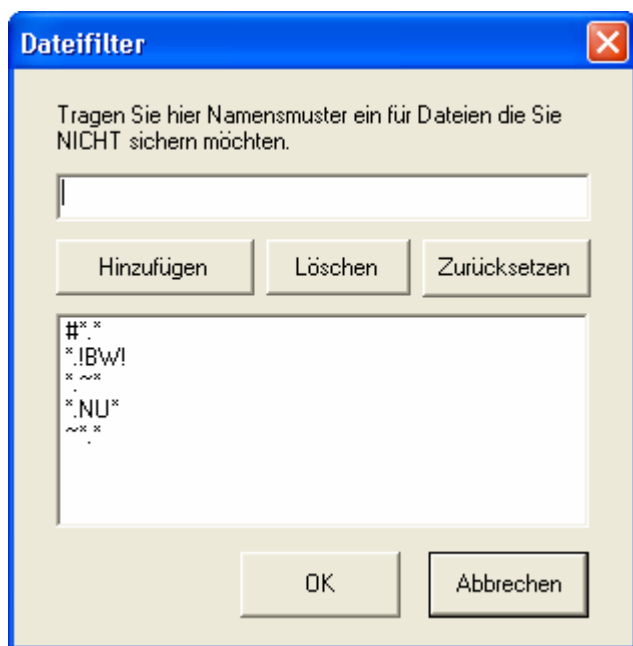 Dateifilter
Tragen Sie hier Namensmuster ein für Dateien die Sie
NICHT sichern möchten.
Hinzufügen Löschen Zurücksetzen
#*.*
*.!BW!
*.~*
*.NU*
~*.*
OK Abbrechen